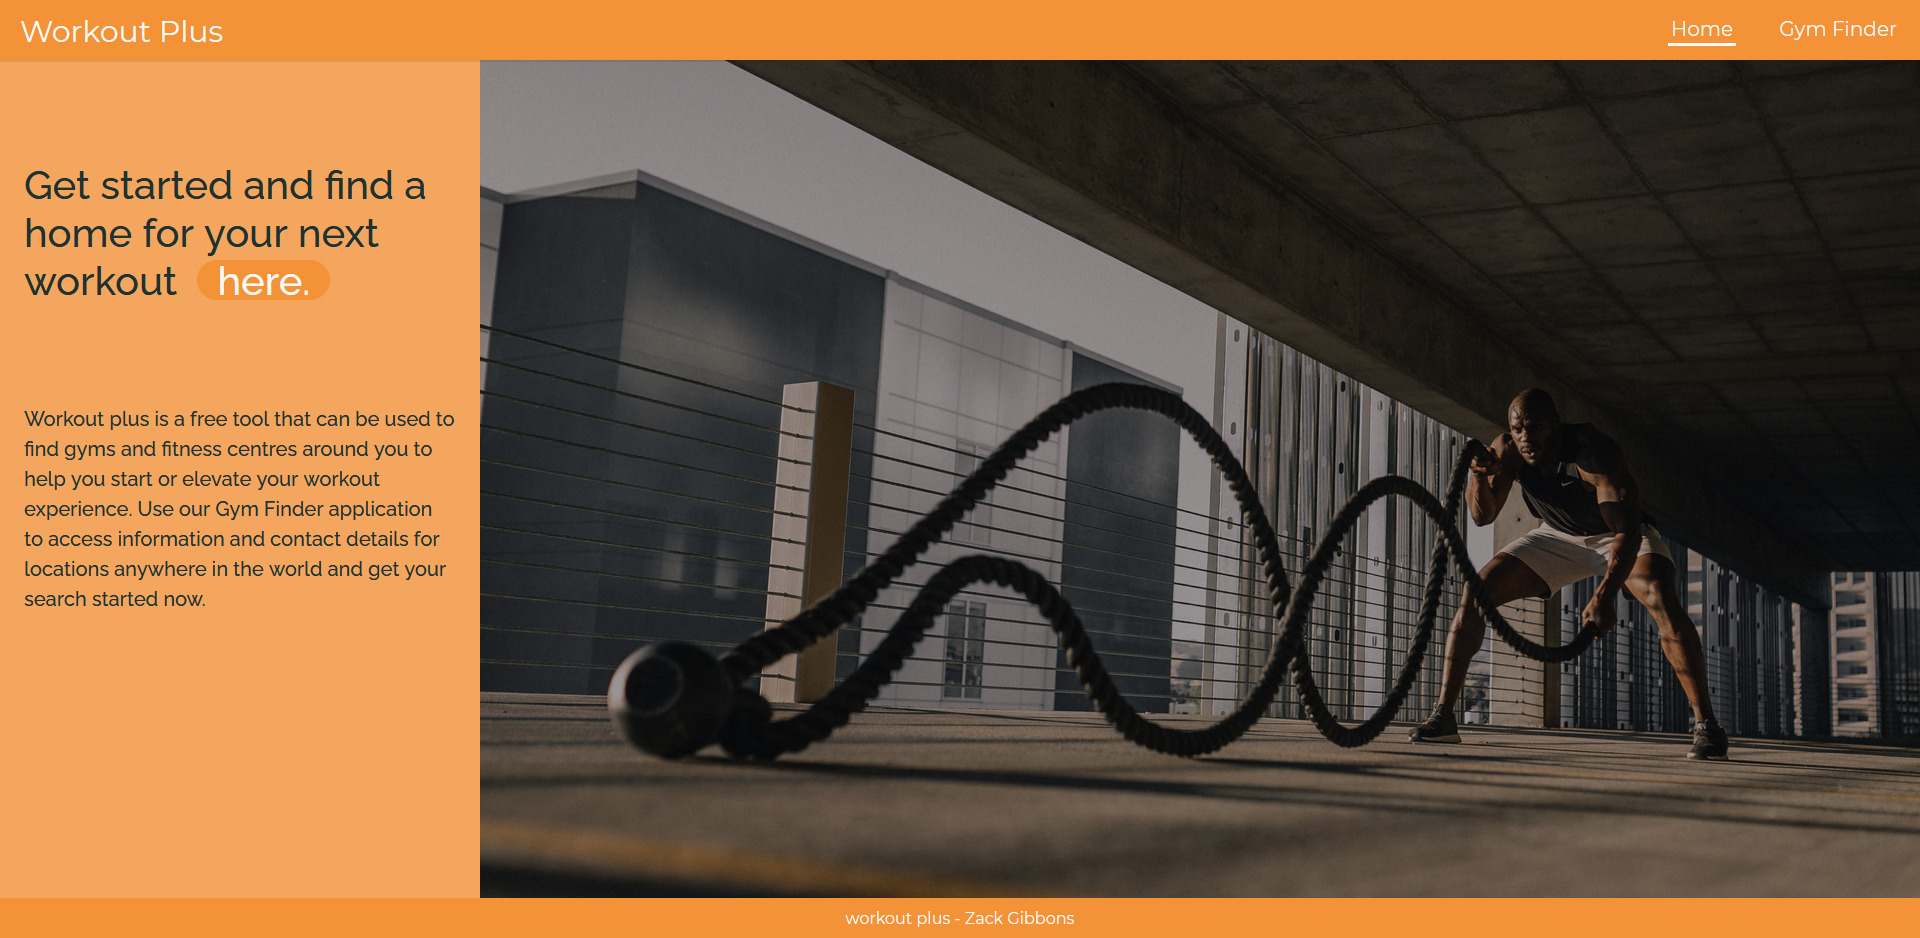 Workout Plus
Home
Gym Finder
Get started and find a
home for your next
workout here.
Workout plus is a free tool that can be used to
find gyms and fitness centres around you to
help you start or elevate your workout
experience. Use our Gym Finder application
to access information and contact details for
locations anywhere in the world and get your
search started now.
workout plus - Zack Gibbons